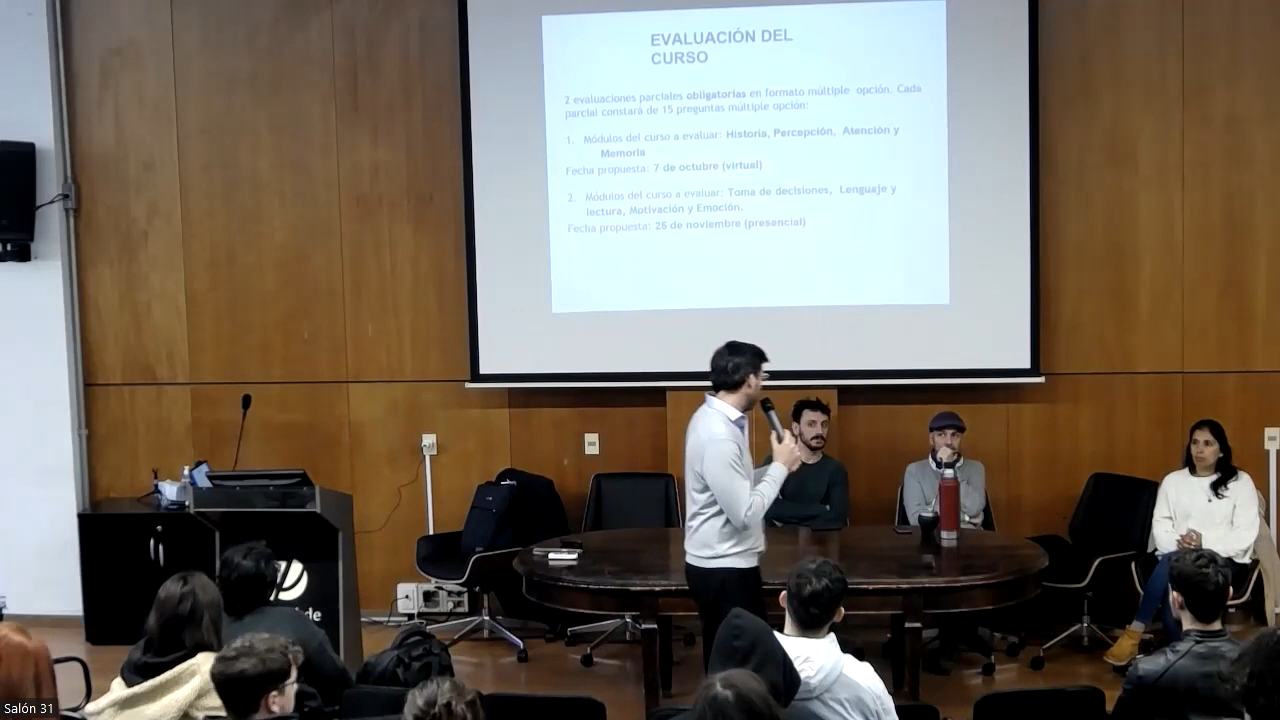 EVALUACIÓN DEL
CURSO
2 evaluaciones parciales obligatorias en formato múltiple opción. Cada
parcial constará de 15 preguntas múltiple opción:
1. Módulos del curso a evaluar: Historia, Percepción, Atención y
Memoria
Fecha propuesta: 7 de octubre (virtual)
2. Módulos del curso a evaluar: Toma de decisiones, Lenguaje y
lectura, Motivación y Emoción.
Fecha propuesta: 26 de noviembre (presencial)
de
Salón 31